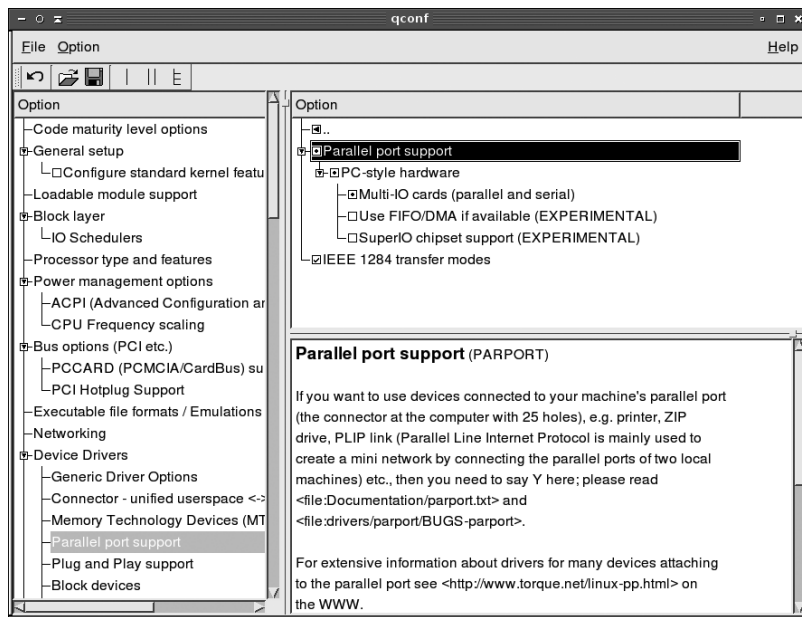 qconf
File Option Help
Option
Code maturity level options
General setup
Configure standard kernel featu
Loadable module support
Block layer
IO Schedulers
Processor type and features
Power management options
ACPI (Advanced Configuration ar
CPU Frequency scaling
Bus options (PCI etc.)
PCCARD (PCMCIA/CardBus) su
PCI Hotplug Support
Executable file formats / Emulations
Networking
Device Drivers
Generic Driver Options
Connector - unified userspace <->
Memory Technology Devices (MT
Parallel port support
Plug and Play support
Block devices
Option
..
Parallel port support
PC-style hardware
Multi-IO cards (parallel and serial)
Use FIFO/DMA if available (EXPERIMENTAL)
SuperIO chipset support (EXPERIMENTAL)
IEEE 1284 transfer modes
Parallel port support (PARPORT)
If you want to use devices connected to your machine's parallel port
(the connector at the computer with 25 holes), e.g. printer, ZIP
drive, PLIP link (Parallel Line Internet Protocol is mainly used to
create a mini network by connecting the parallel ports of two local
machines) etc., then you need to say Y here; please read
<file:Documentation/parport.txt> and
<file:drivers/parport/BUGS-parport>.
For extensive information about drivers for many devices attaching
to the parallel port see <http://www.torque.net/linux-pp.html> on
the WWW.